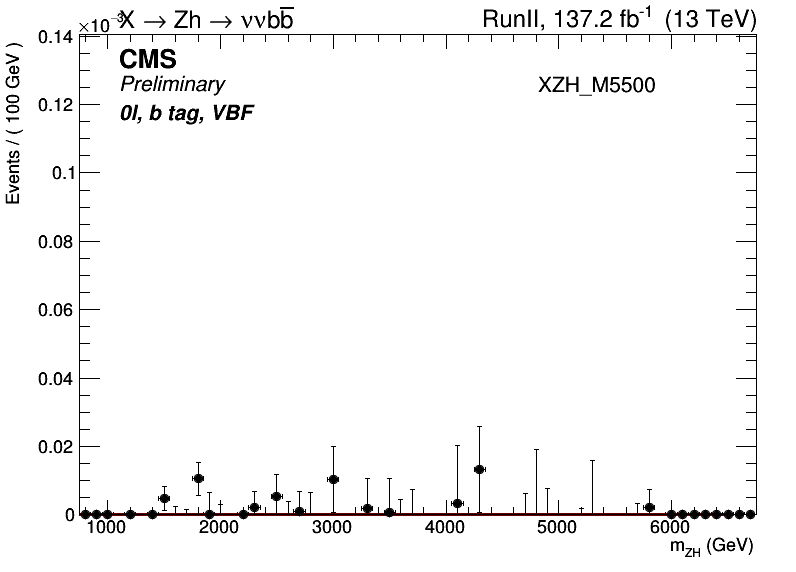 ×10⁻³
X → Zh → ννbb̅
RunII, 137.2 fb⁻¹ (13 TeV)
CMS
Preliminary
0l, b tag, VBF
XZH_M5500
Events / ( 100 GeV )
0.14
0.12
0.1
0.08
0.06
0.04
0.02
0
1000 2000 3000 4000 5000 6000
m_ZH (GeV)